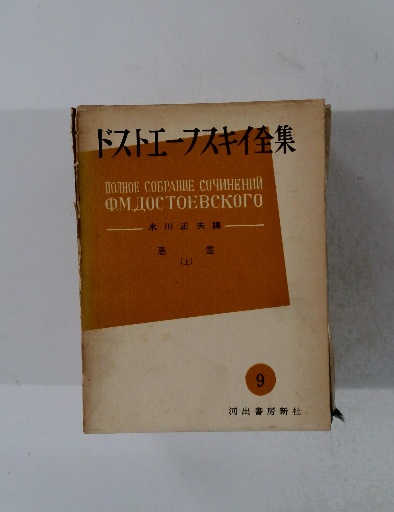 ドストエーフスキイ全集
ПОЛНОЕ СОБРАНИЕ СОЧИНЕНИЙ
Ф.М.ДОСТОЕВСКОГО
米川正夫譯
悪霊
(上)
9
河出書房新社